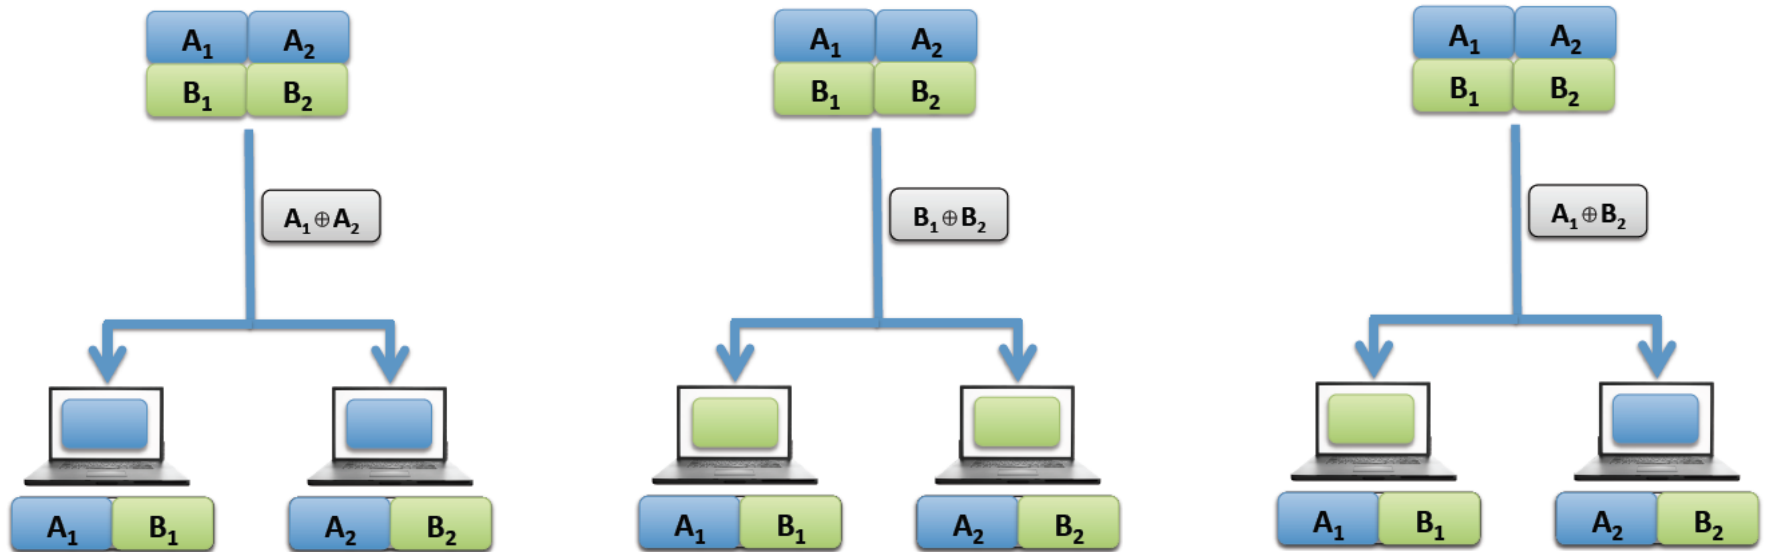 A₁ A₂
B₁ B₂
A₁⊕A₂
A₁ B₁
A₂ B₂
A₁ A₂
B₁ B₂
B₁⊕B₂
A₁ B₁
A₂ B₂
A₁ A₂
B₁ B₂
A₁⊕B₂
A₁ B₁
A₂ B₂